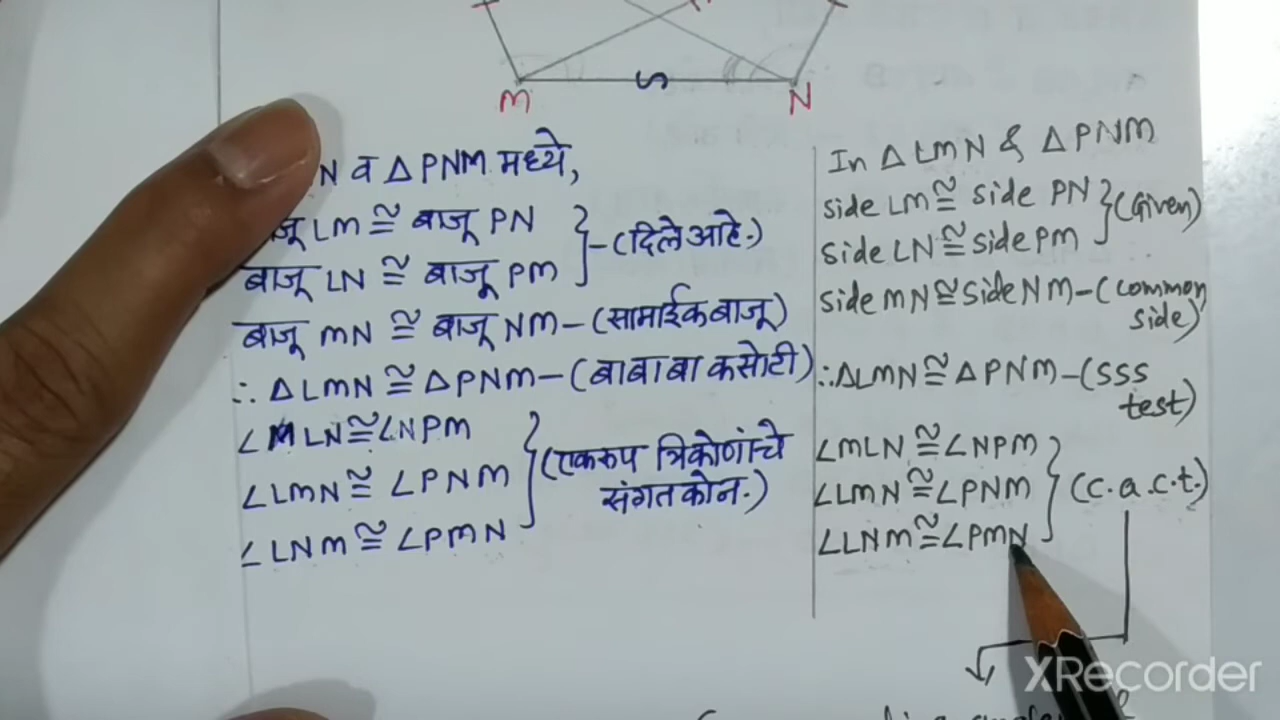 M N
N व △ PNM मध्ये,
LM ≅ बाजू PN
बाजू LN ≅ बाजू PM } -(दिले आहे.)
बाजू MN ≅ बाजू NM - (सामाईक बाजू)
∴ △LMN ≅ △PNM - (बा बा बा कसोटी)
∠MLN ≅ ∠NPM
∠LMN ≅ ∠PNM } (एकरुप त्रिकोणांचे
संगत कोन.)
∠LNM ≅ ∠PMN
In △ LMN & △ PNM
side LM ≅ side PN
side LN ≅ side PM } (Given)
side MN ≅ side NM - (common
side)
∴ △LMN ≅ △PNM - (SSS
test)
∠MLN ≅ ∠NPM
∠LMN ≅ ∠PNM } (c.a.c.t.)
∠LNM ≅ ∠PMN
XRecorder